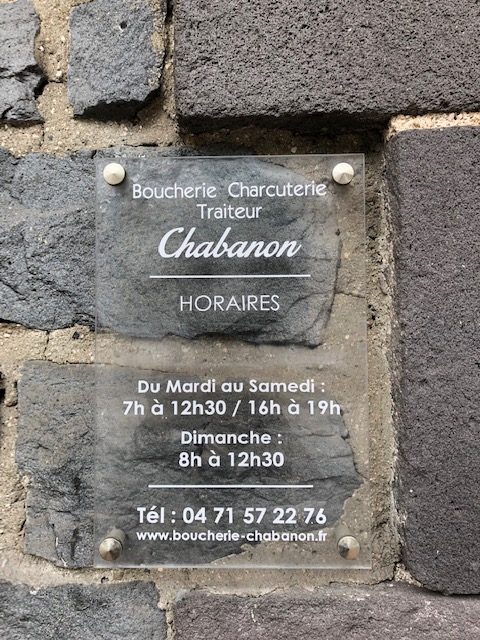 Boucherie Charcuterie
Traiteur
Chabanon
HORAIRES
Du Mardi au Samedi :
7h à 12h30 / 16h à 19h
Dimanche :
8h à 12h30
Tél : 04 71 57 22 76
www.boucherie-chabanon.fr